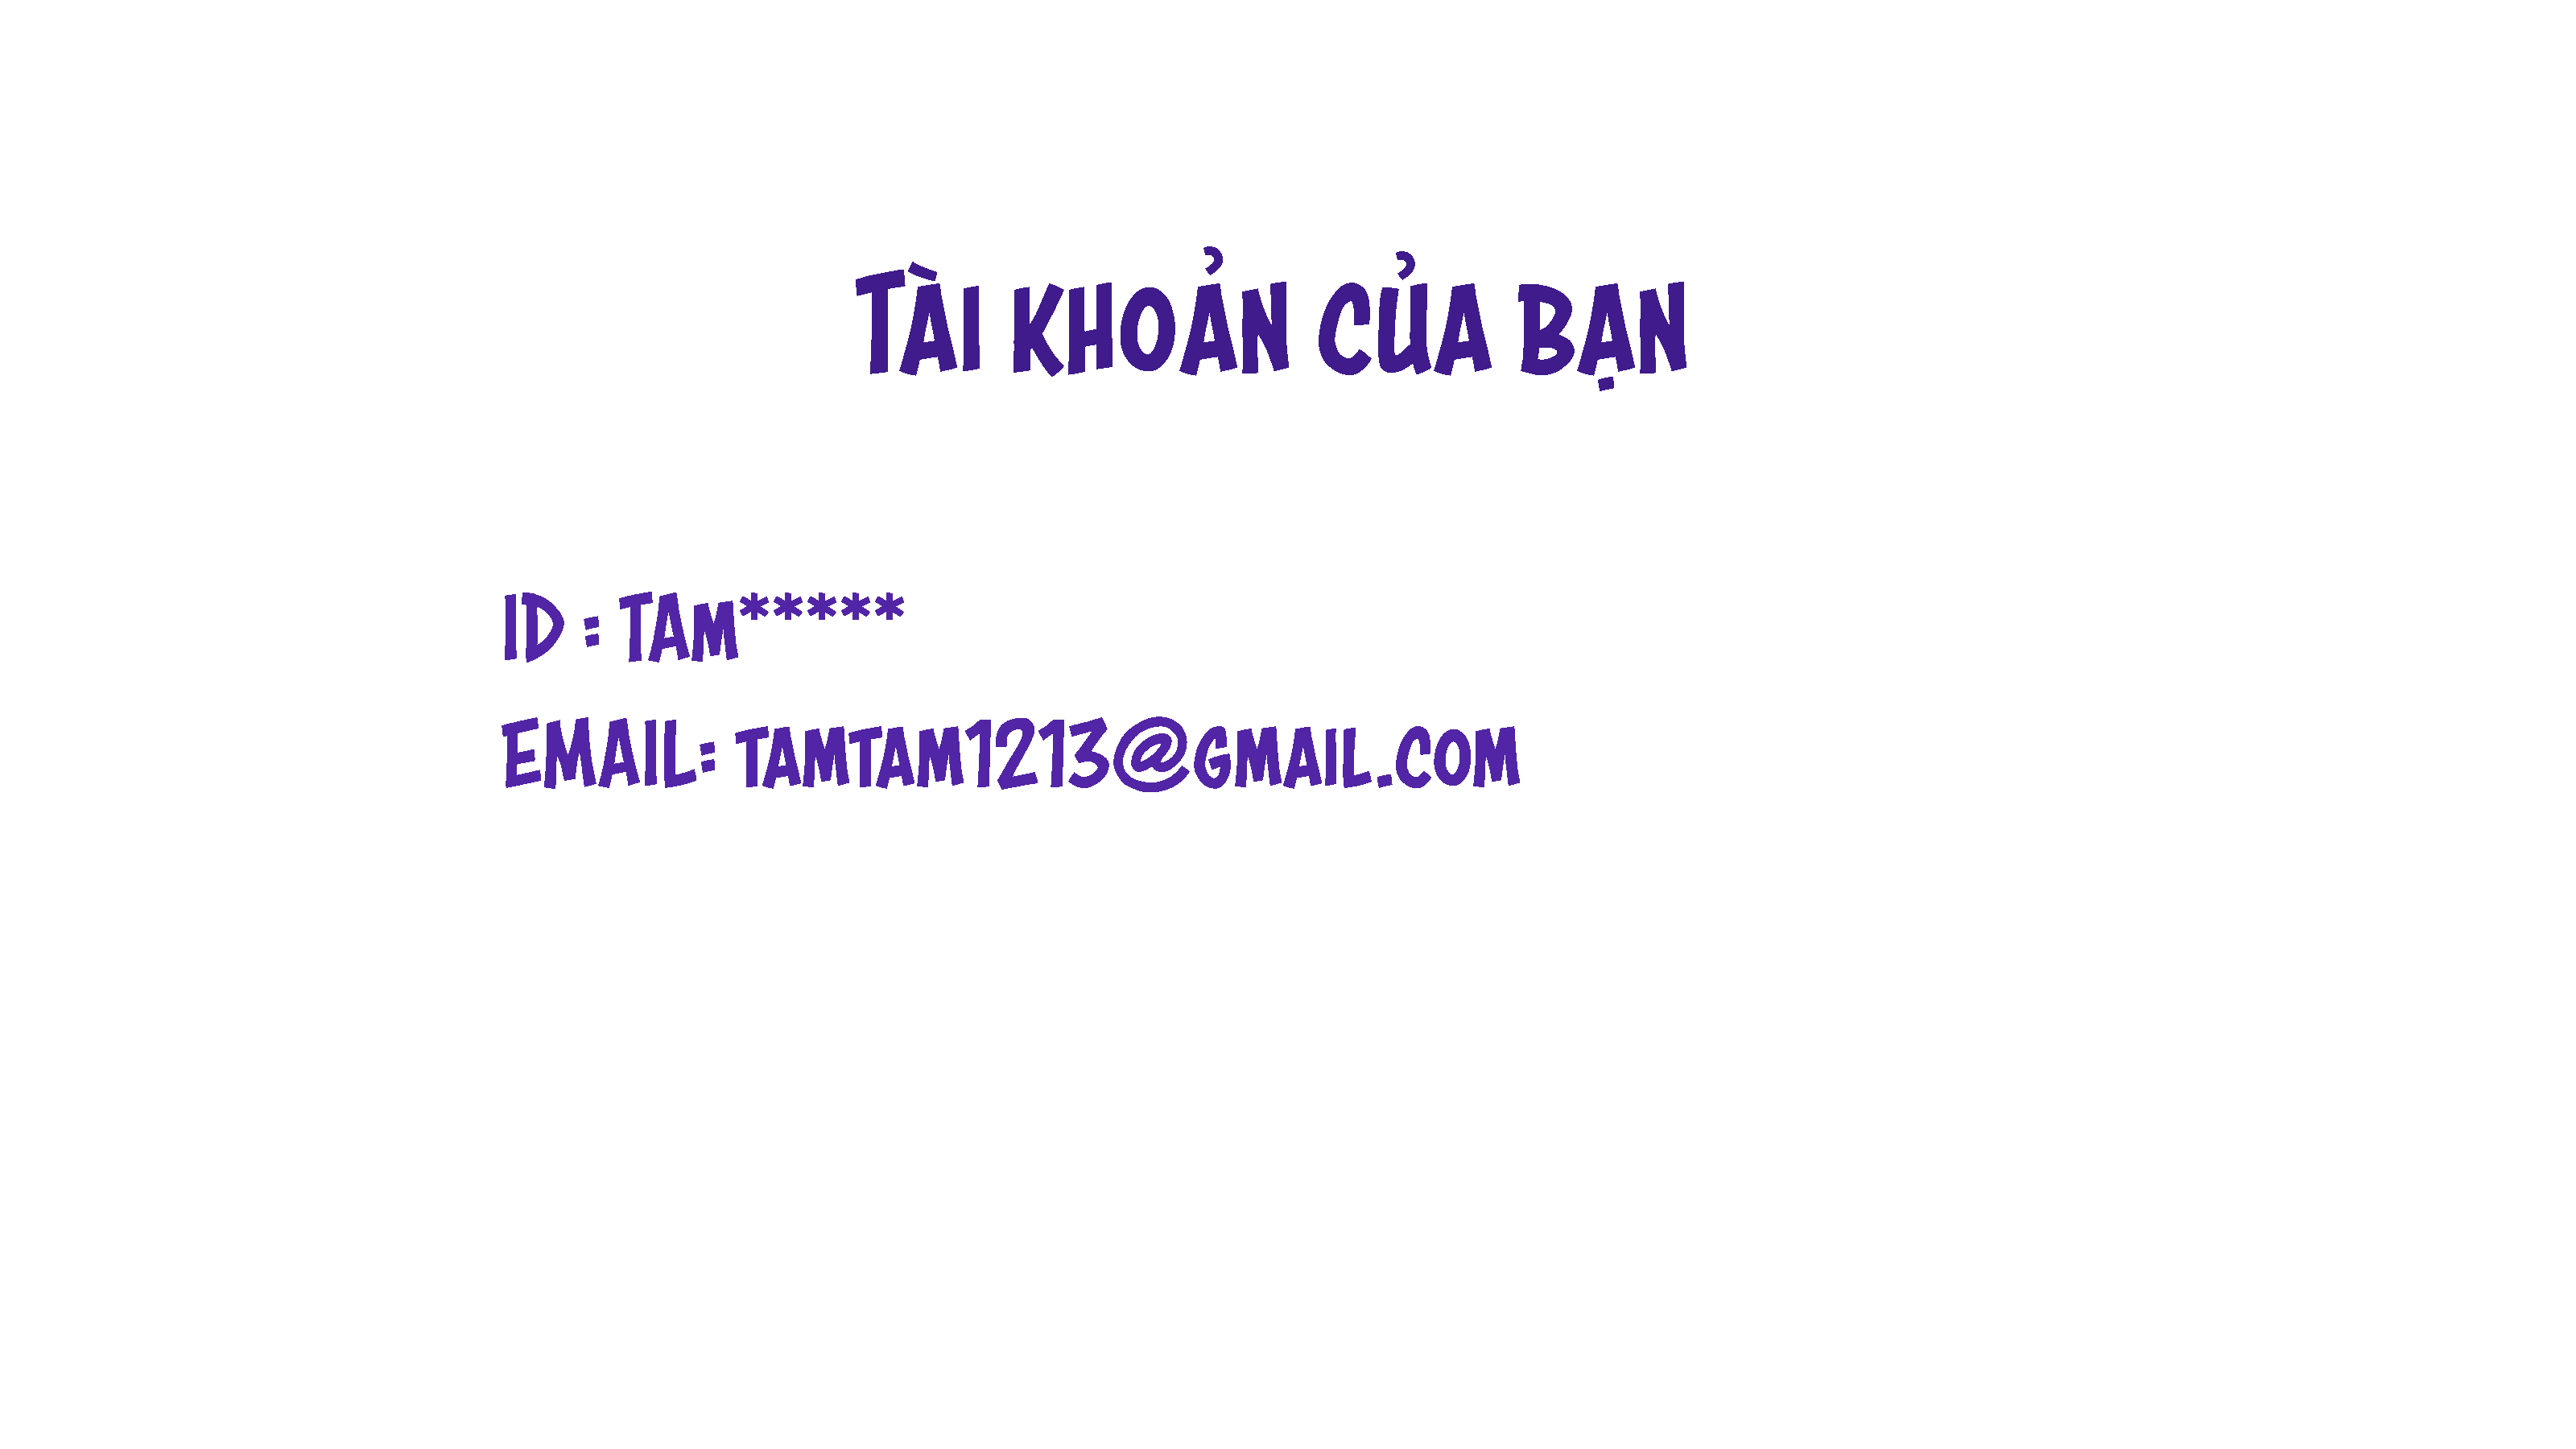 Tài khoản của bạn
ID : TAm*****
EMAIL: tamtam1213@gmail.com